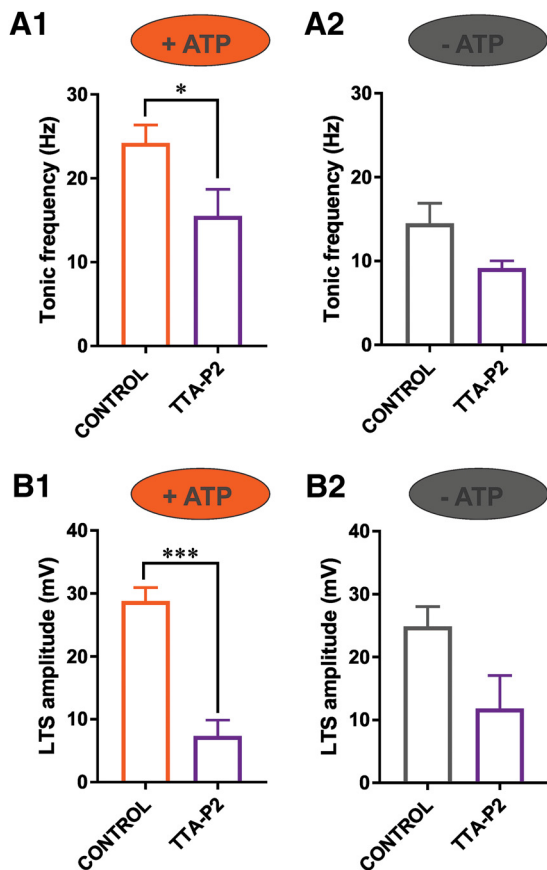 A1
+ ATP
Tonic frequency (Hz)
30
20
10
0
*
CONTROL
TTA-P2
A2
- ATP
Tonic frequency (Hz)
30
20
10
0
CONTROL
TTA-P2
B1
+ ATP
LTS amplitude (mV)
40
30
20
10
0
***
CONTROL
TTA-P2
B2
- ATP
LTS amplitude (mV)
40
30
20
10
0
CONTROL
TTA-P2